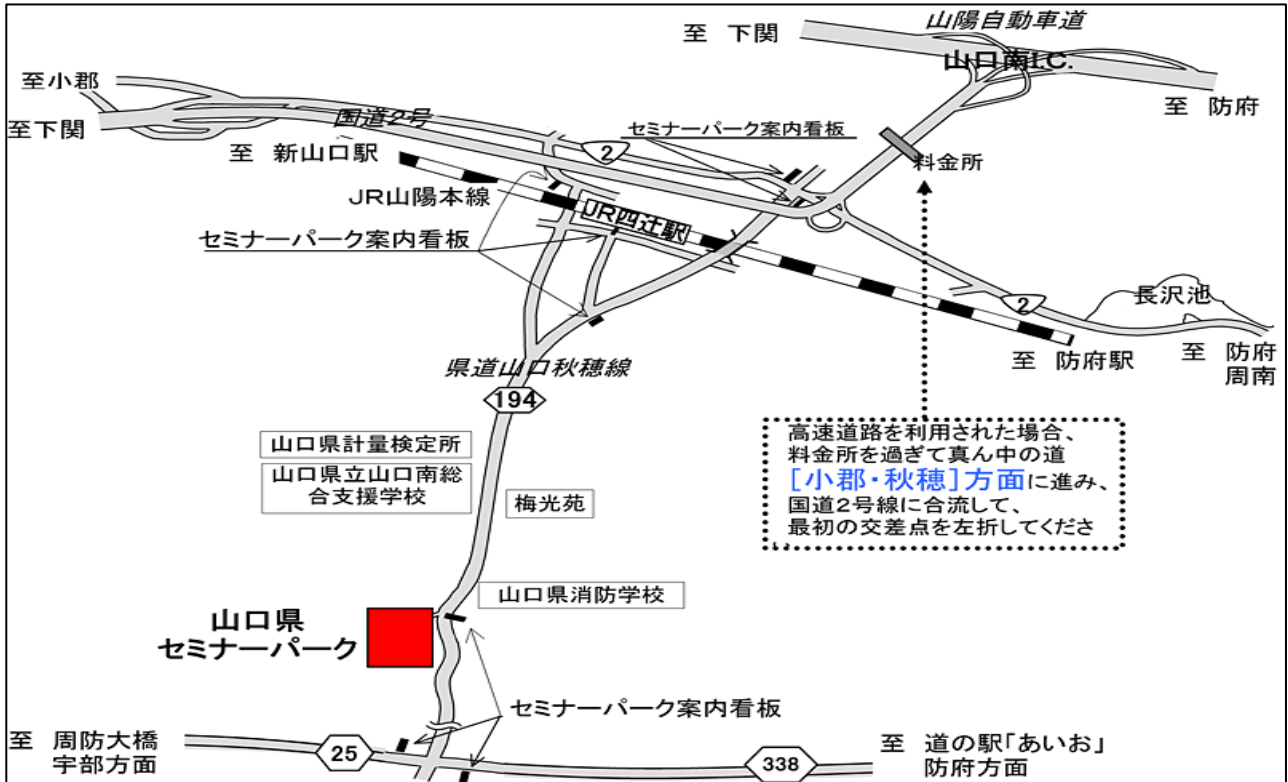 山陽自動車道
至 下関
山口南I.C.
至小郡
国道2号
セミナーパーク案内看板
至 防府
至下関
至 新山口駅
2
料金所
JR山陽本線
JR四辻駅
セミナーパーク案内看板
長沢池
2
至 防府駅
至 防府
周南
県道山口秋穂線
194
高速道路を利用された場合、
料金所を過ぎて真ん中の道
[小郡・秋穂]方面に進み、
国道2号線に合流して、
最初の交差点を左折してくださ
山口県計量検定所
山口県立山口南総
合支援学校
梅光苑
山口県消防学校
山口県
セミナーパーク
セミナーパーク案内看板
至 周防大橋
宇部方面
25
338
至 道の駅「あいお」
防府方面